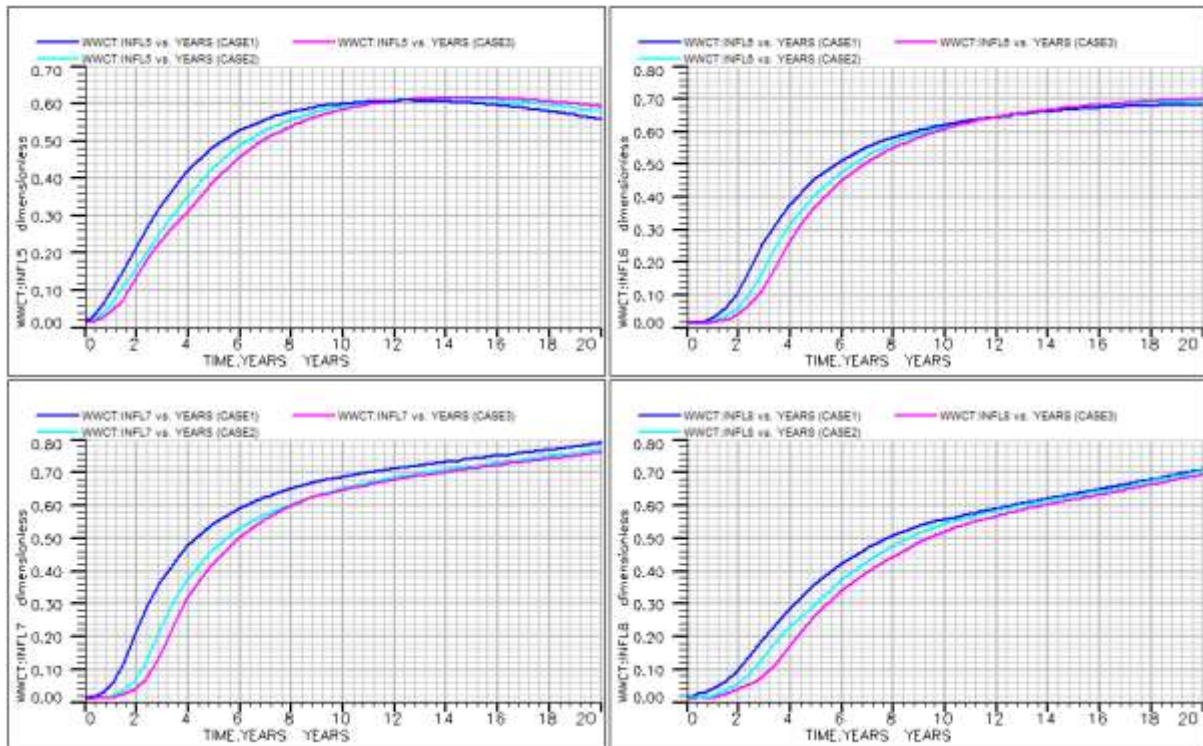 WWCT:INFL5 vs. YEARS (CASE1) WWCT:INFL5 vs. YEARS (CASE3)
WWCT:INFL5 vs. YEARS (CASE2)
WWCT:INFL5 dimensionless
0.70
0.60
0.50
0.40
0.30
0.20
0.10
0.00
0 2 4 6 8 10 12 14 16 18 20
TIME,YEARS YEARS
WWCT:INFL6 vs. YEARS (CASE1) WWCT:INFL6 vs. YEARS (CASE3)
WWCT:INFL6 vs. YEARS (CASE2)
WWCT:INFL6 dimensionless
0.80
0.70
0.60
0.50
0.40
0.30
0.20
0.10
0.00
0 2 4 6 8 10 12 14 16 18 20
TIME,YEARS YEARS
WWCT:INFL7 vs. YEARS (CASE1) WWCT:INFL7 vs. YEARS (CASE3)
WWCT:INFL7 vs. YEARS (CASE2)
WWCT:INFL7 dimensionless
0.80
0.70
0.60
0.50
0.40
0.30
0.20
0.10
0.00
0 2 4 6 8 10 12 14 16 18 20
TIME,YEARS YEARS
WWCT:INFL8 vs. YEARS (CASE1) WWCT:INFL8 vs. YEARS (CASE3)
WWCT:INFL8 vs. YEARS (CASE2)
WWCT:INFL8 dimensionless
0.80
0.70
0.60
0.50
0.40
0.30
0.20
0.10
0.00
0 2 4 6 8 10 12 14 16 18 20
TIME,YEARS YEARS